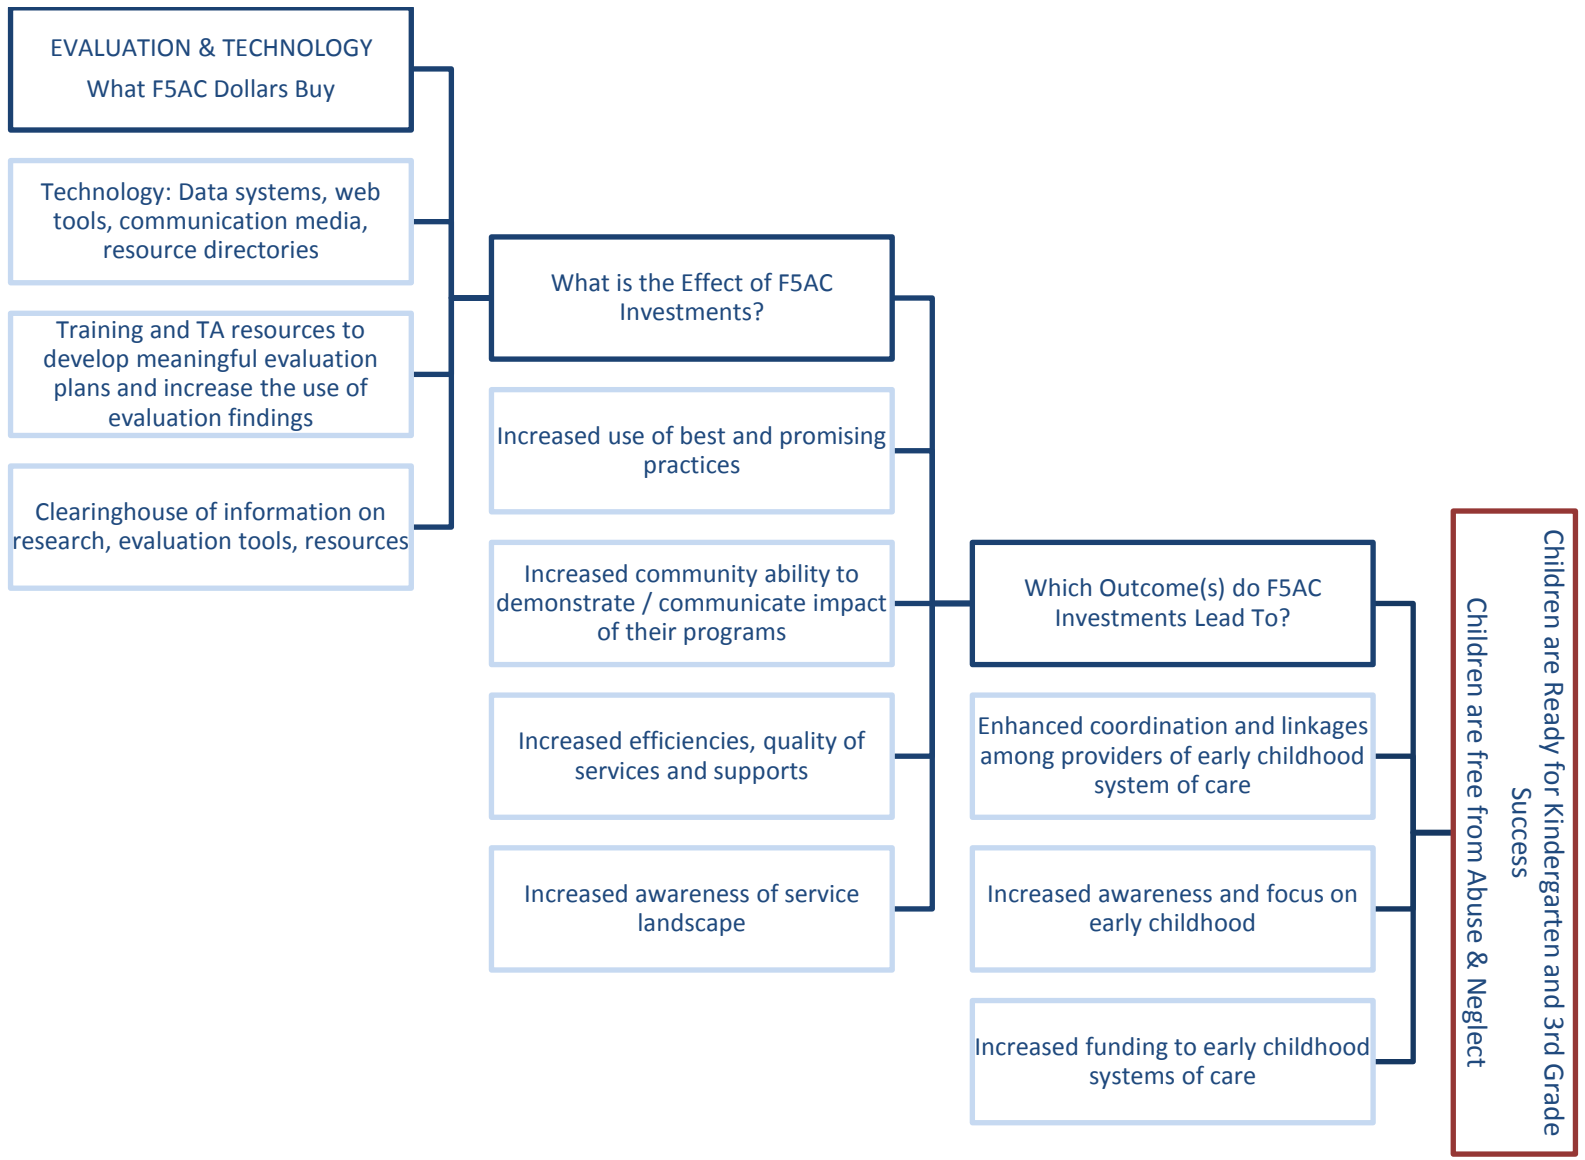 EVALUATION & TECHNOLOGY
What F5AC Dollars Buy
Technology: Data systems, web
tools, communication media,
resource directories
Training and TA resources to
develop meaningful evaluation
plans and increase the use of
evaluation findings
Clearinghouse of information on
research, evaluation tools, resources
What is the Effect of F5AC
Investments?
Increased use of best and promising
practices
Increased community ability to
demonstrate / communicate impact
of their programs
Increased efficiencies, quality of
services and supports
Increased awareness of service
landscape
Which Outcome(s) do F5AC
Investments Lead To?
Enhanced coordination and linkages
among providers of early childhood
system of care
Increased awareness and focus on
early childhood
Increased funding to early childhood
systems of care
Children are Ready for Kindergarten and 3rd Grade
Success
Children are free from Abuse & Neglect